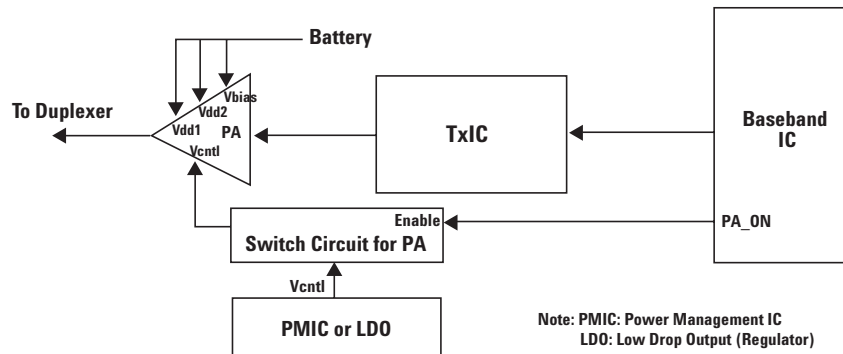 Battery
To Duplexer
Vbias
Vdd2
Vdd1
PA
Vcntl
TxIC
Baseband
IC
Enable
PA_ON
Switch Circuit for PA
Vcntl
PMIC or LDO
Note: PMIC: Power Management IC
LDO: Low Drop Output (Regulator)